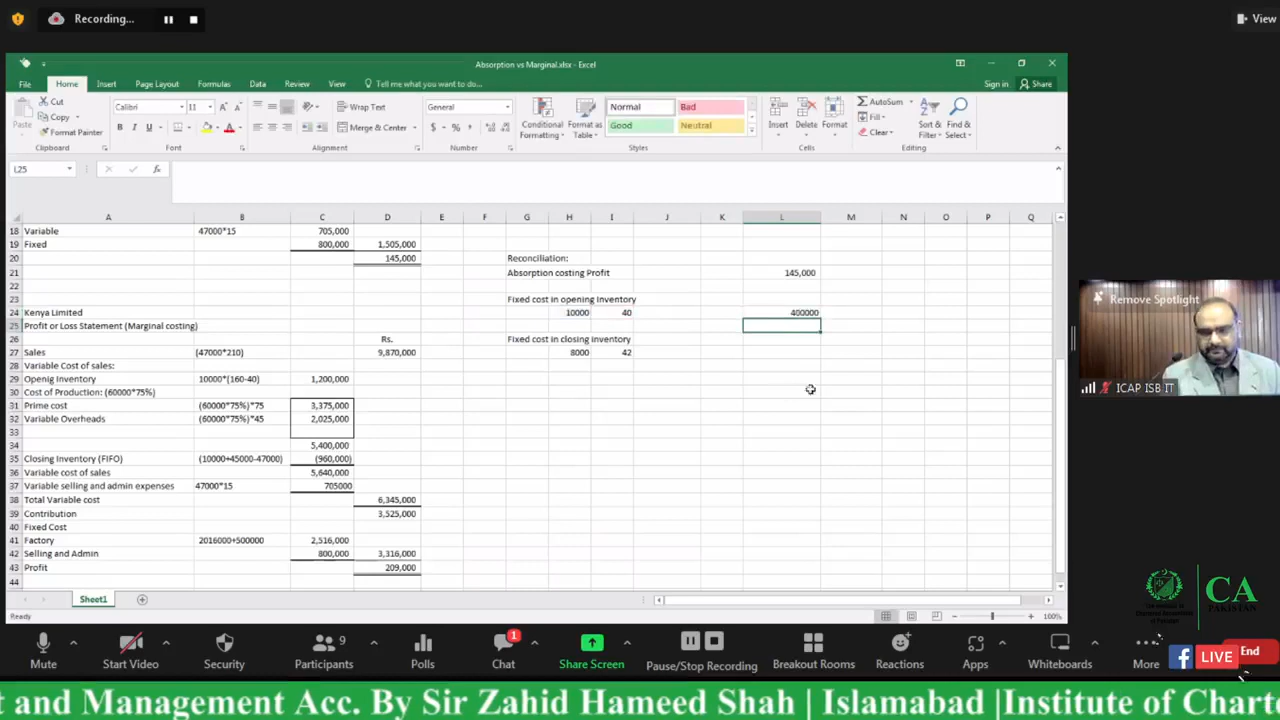 Recording...
View
Absorption vs Marginal.xlsx - Excel
File Home Insert Page Layout Formulas Data Review View Tell me what you want to do... Sign in Share
Paste Cut Copy Format Painter Clipboard
Calibri 11 B I U Font
Wrap Text Merge & Center Alignment
General $ % , Number
Conditional Formatting Format as Table Normal Bad Good Neutral Styles
Insert Delete Format Cells
AutoSum Fill Clear Sort & Filter Find & Select Editing
L25 fx
A B C D E F G H I J K L M N O P Q
18 Variable 47000*15 705,000
19 Fixed 800,000 1,505,000
20 145,000 Reconciliation:
21 Absorption costing Profit 145,000
22
23 Fixed cost in opening Inventory
24 Kenya Limited 10000 40 400000
25 Profit or Loss Statement (Marginal costing)
26 Rs. Fixed cost in closing inventory
27 Sales (47000*210) 9,870,000 8000 42
28 Variable Cost of sales:
29 Openig Inventory 10000*(160-40) 1,200,000
30 Cost of Production: (60000*75%)
31 Prime cost (60000*75%)*75 3,375,000
32 Variable Overheads (60000*75%)*45 2,025,000
33
34 5,400,000
35 Closing Inventory (FIFO) (10000+45000-47000) (960,000)
36 Variable cost of sales 5,640,000
37 Variable selling and admin expenses 47000*15 705000
38 Total Variable cost 6,345,000
39 Contribution 3,525,000
40 Fixed Cost
41 Factory 2016000+500000 2,516,000
42 Selling and Admin 800,000 3,316,000
43 Profit 209,000
44
Sheet1
Ready 100%
Remove Spotlight
ICAP ISB IT
CA
PAKISTAN
Mute Start Video Security Participants 9 Polls Chat 1 Share Screen Pause/Stop Recording Breakout Rooms Reactions Apps Whiteboards More End
LIVE
t and Management Acc. By Sir Zahid Hameed Shah | Islamabad |Institute of Charte